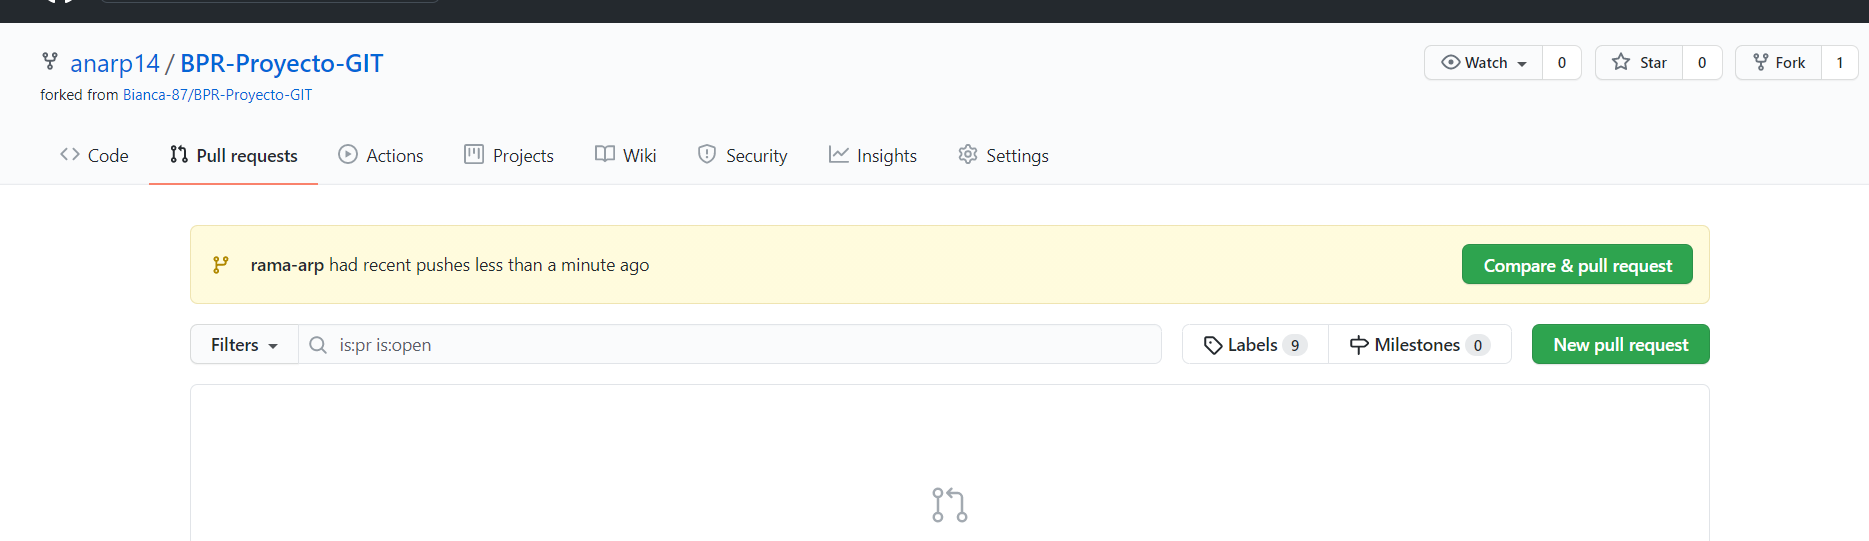 anarp14 / BPR-Proyecto-GIT
Watch 0
Star 0
Fork 1
forked from Bianca-87/BPR-Proyecto-GIT
Code
Pull requests
Actions
Projects
Wiki
Security
Insights
Settings
rama-arp had recent pushes less than a minute ago
Compare & pull request
Filters
is:pr is:open
Labels 9
Milestones 0
New pull request